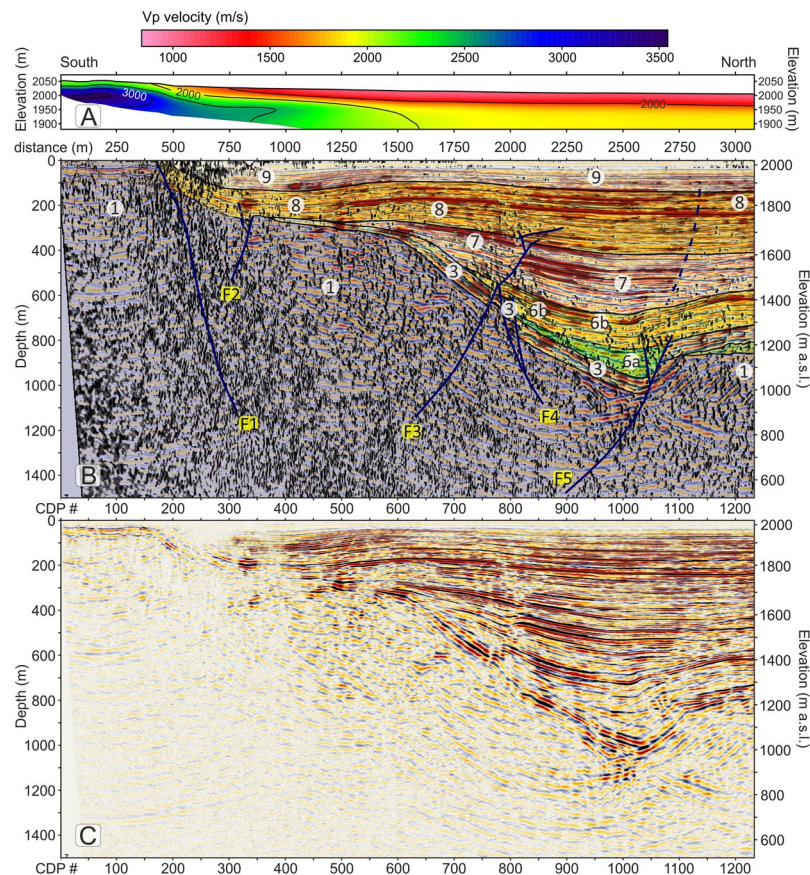 Vp velocity (m/s)
1000 1500 2000 2500 3000 3500
South North
Elevation (m) 2050 2000 1950 1900
3000 2000 2000
A
Elevation (m) 2050 2000 1950 1900
distance (m) 250 500 750 1000 1250 1500 1750 2000 2250 2500 2750 3000
Depth (m) 0 200 400 600 800 1000 1200 1400
9 9
1 8 8 8
7 7
3 6b 6b
3 6a
3 1
1
F2
F1 F3 F4
F5
B
Elevation (m a.s.l.) 2000 1800 1600 1400 1200 1000 800 600
CDP # 100 200 300 400 500 600 700 800 900 1000 1100 1200
Depth (m) 0 200 400 600 800 1000 1200 1400
C
Elevation (m a.s.l.) 2000 1800 1600 1400 1200 1000 800 600
CDP # 100 200 300 400 500 600 700 800 900 1000 1100 1200